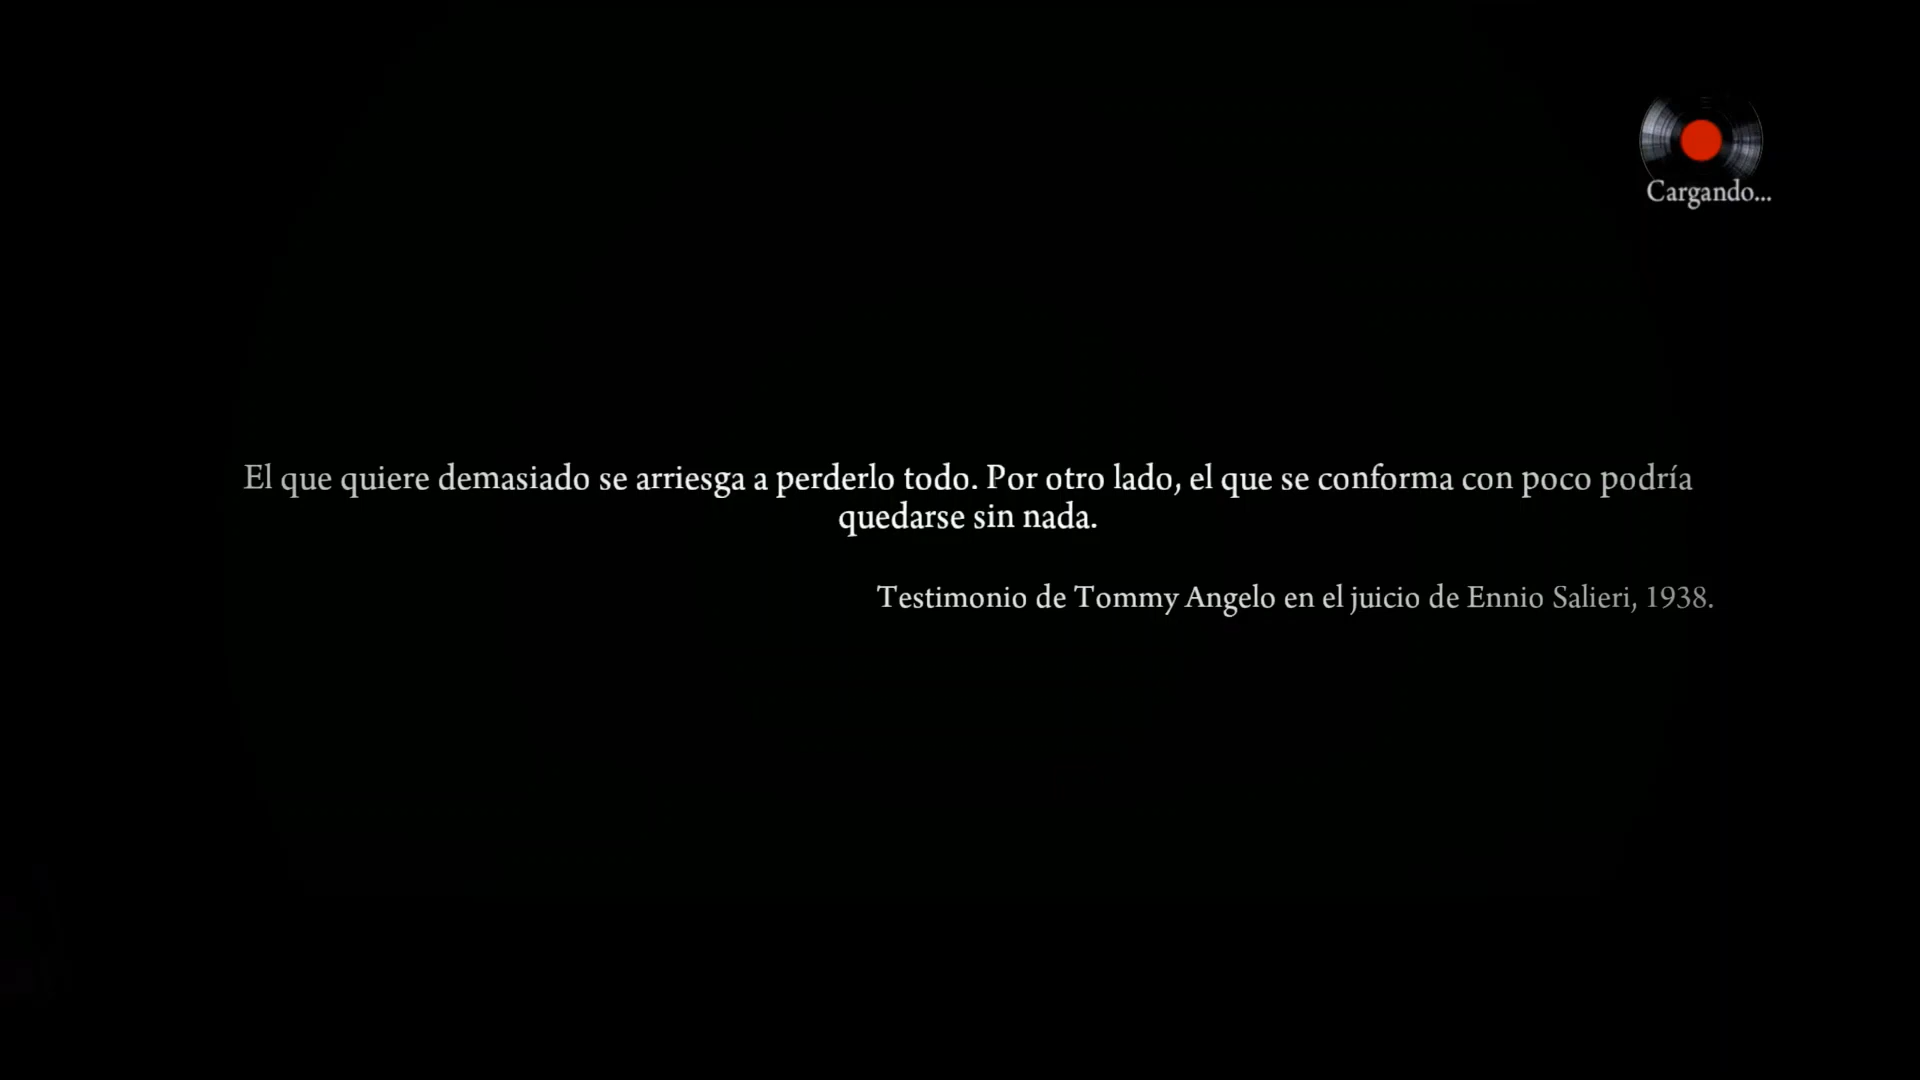 Cargando...
El que quiere demasiado se arriesga a perderlo todo. Por otro lado, el que se conforma con poco podría
quedarse sin nada.
Testimonio de Tommy Angelo en el juicio de Ennio Salieri, 1938.